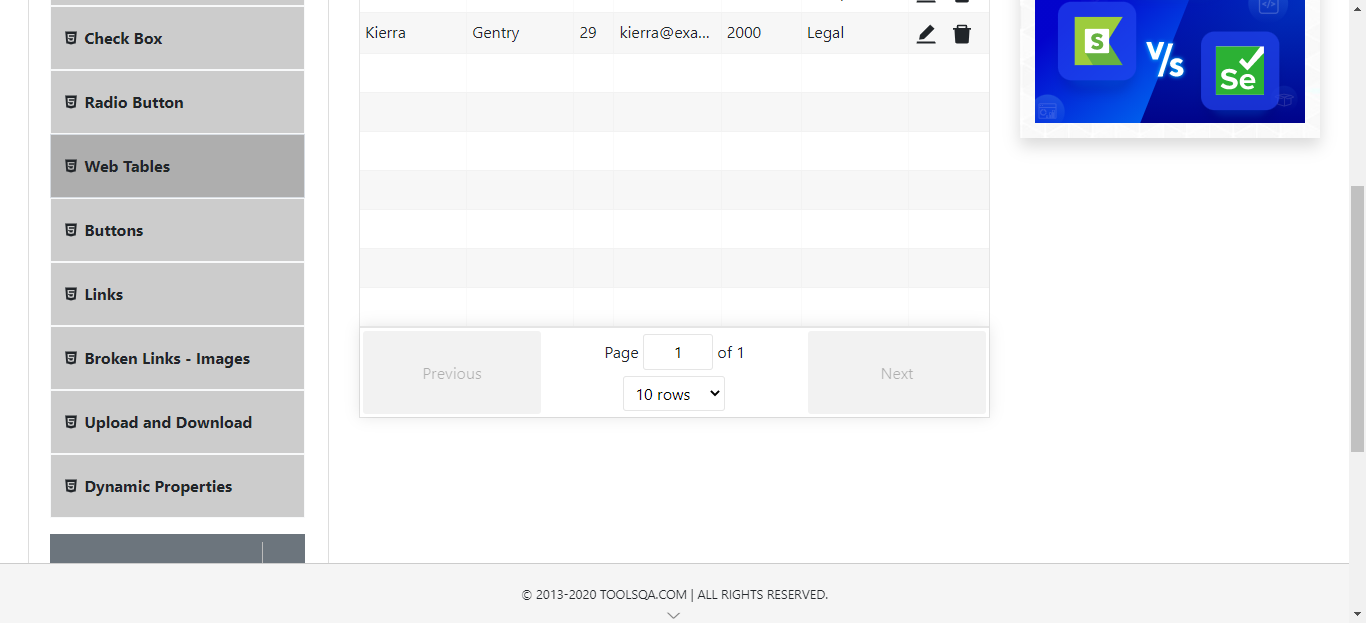 Check Box
Radio Button
Web Tables
Buttons
Links
Broken Links - Images
Upload and Download
Dynamic Properties
Kierra Gentry 29 kierra@exa... 2000 Legal
Previous
Page 1 of 1
10 rows
Next
S V/s Se
© 2013-2020 TOOLSQA.COM | ALL RIGHTS RESERVED.